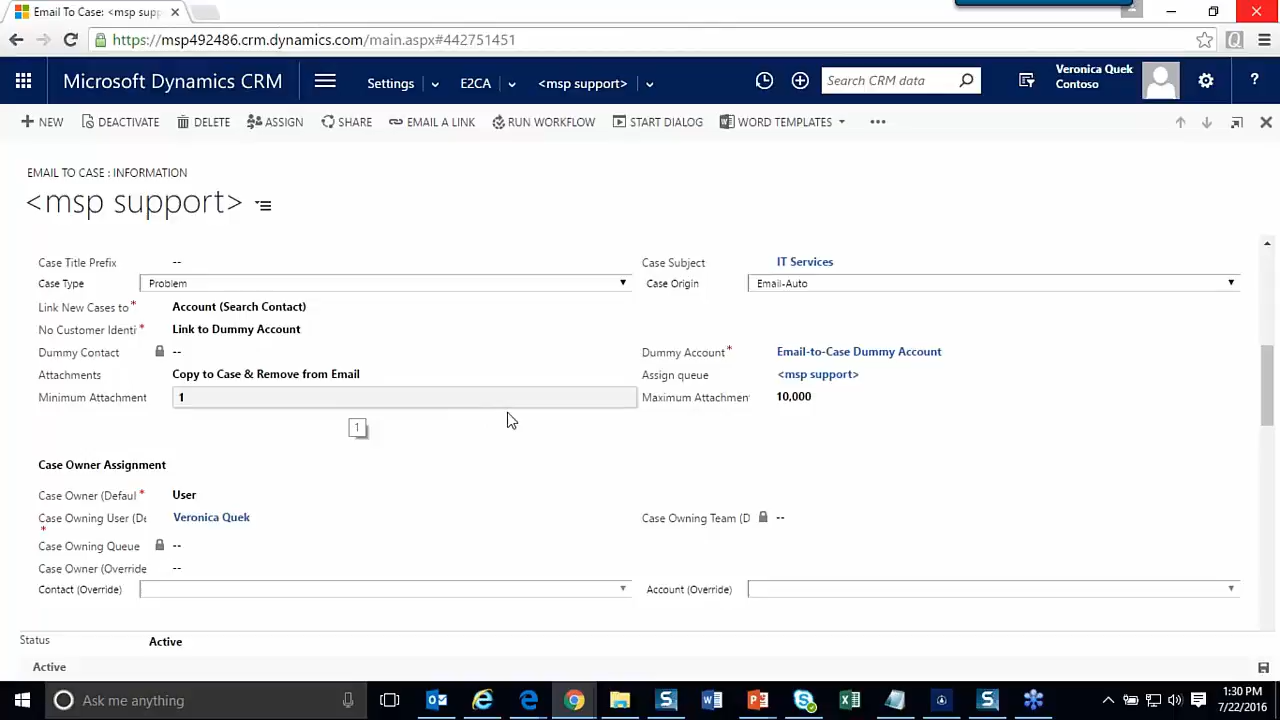 Email To Case: <msp supp
https://msp492486.crm.dynamics.com/main.aspx#442751451
Microsoft Dynamics CRM
Settings
E2CA
<msp support>
Search CRM data
Veronica Quek
Contoso
?
NEW
DEACTIVATE
DELETE
ASSIGN
SHARE
EMAIL A LINK
RUN WORKFLOW
START DIALOG
WORD TEMPLATES
EMAIL TO CASE : INFORMATION
<msp support>
Case Title Prefix --
Case Subject IT Services
Case Type Problem
Case Origin Email-Auto
Link New Cases to * Account (Search Contact)
No Customer Identi * Link to Dummy Account
Dummy Contact --
Dummy Account * Email-to-Case Dummy Account
Attachments Copy to Case & Remove from Email
Assign queue <msp support>
Minimum Attachment 1
Maximum Attachmen 10,000
1
Case Owner Assignment
Case Owner (Defaul * User
Case Owning User (De * Veronica Quek
Case Owning Team (D --
Case Owning Queue --
Case Owner (Override --
Contact (Override)
Account (Override)
Status Active
Active
Ask me anything
1:30 PM
7/22/2016